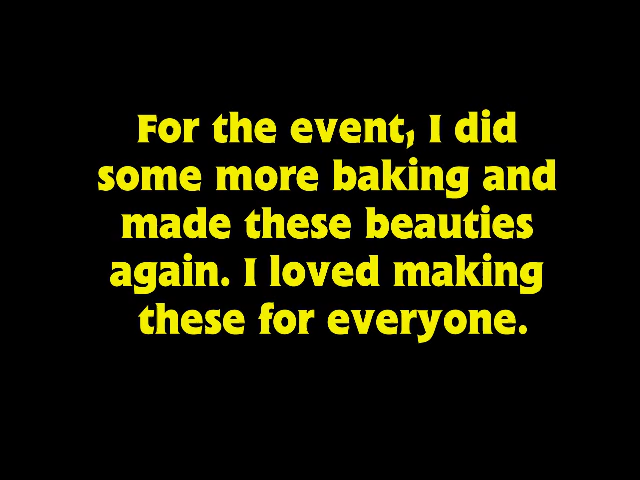 For the event, I did
some more baking and
made these beauties
again. I loved making
these for everyone.